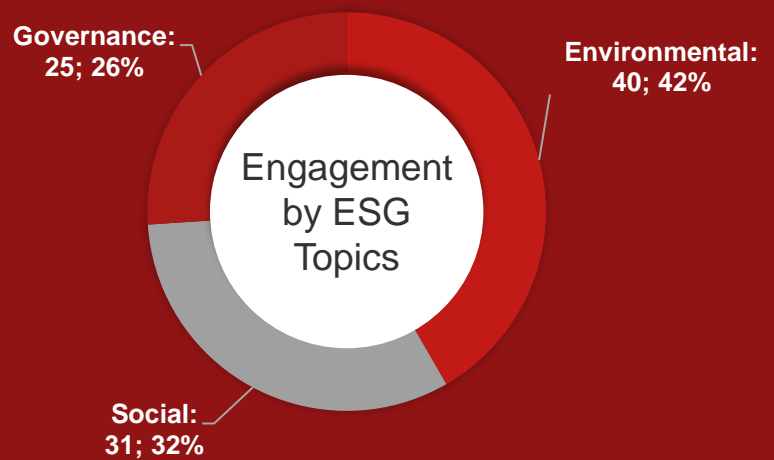 Governance:
25; 26%
Environmental:
40; 42%
Engagement
by ESG
Topics
Social:
31; 32%